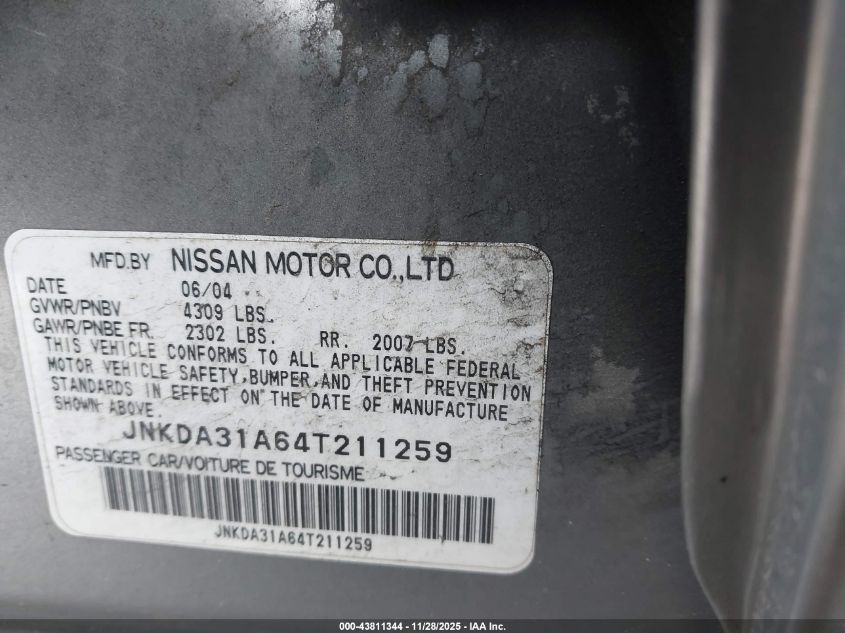 MFD.BY NISSAN MOTOR CO.,LTD
DATE 06/04
GVWR/PNBV 4309 LBS.
GAWR/PNBE FR. 2302 LBS. RR. 2007 LBS.
THIS VEHICLE CONFORMS TO ALL APPLICABLE FEDERAL
MOTOR VEHICLE SAFETY,BUMPER,AND THEFT PREVENTION
STANDARDS IN EFFECT ON THE DATE OF MANUFACTURE
SHOWN ABOVE.
JNKDA31A64T211259
PASSENGER CAR/VOITURE DE TOURISME
JNKDA31A64T211259
000-43811344 | 11/28/2025 - IAA Inc.